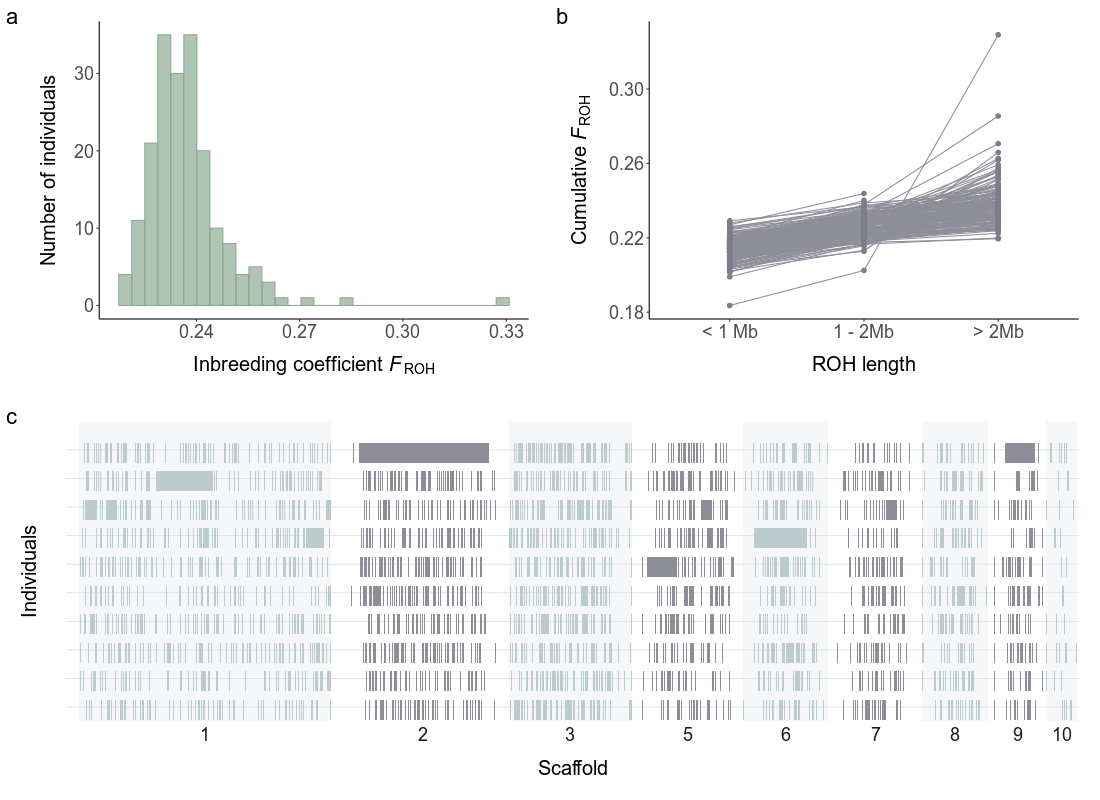 a
Number of individuals
30
20
10
0
0.24 0.27 0.30 0.33
Inbreeding coefficient FROH
b
Cumulative FROH
0.30
0.26
0.22
0.18
< 1 Mb 1 - 2Mb > 2Mb
ROH length
c
Individuals
1 2 3 5 6 7 8 9 10
Scaffold